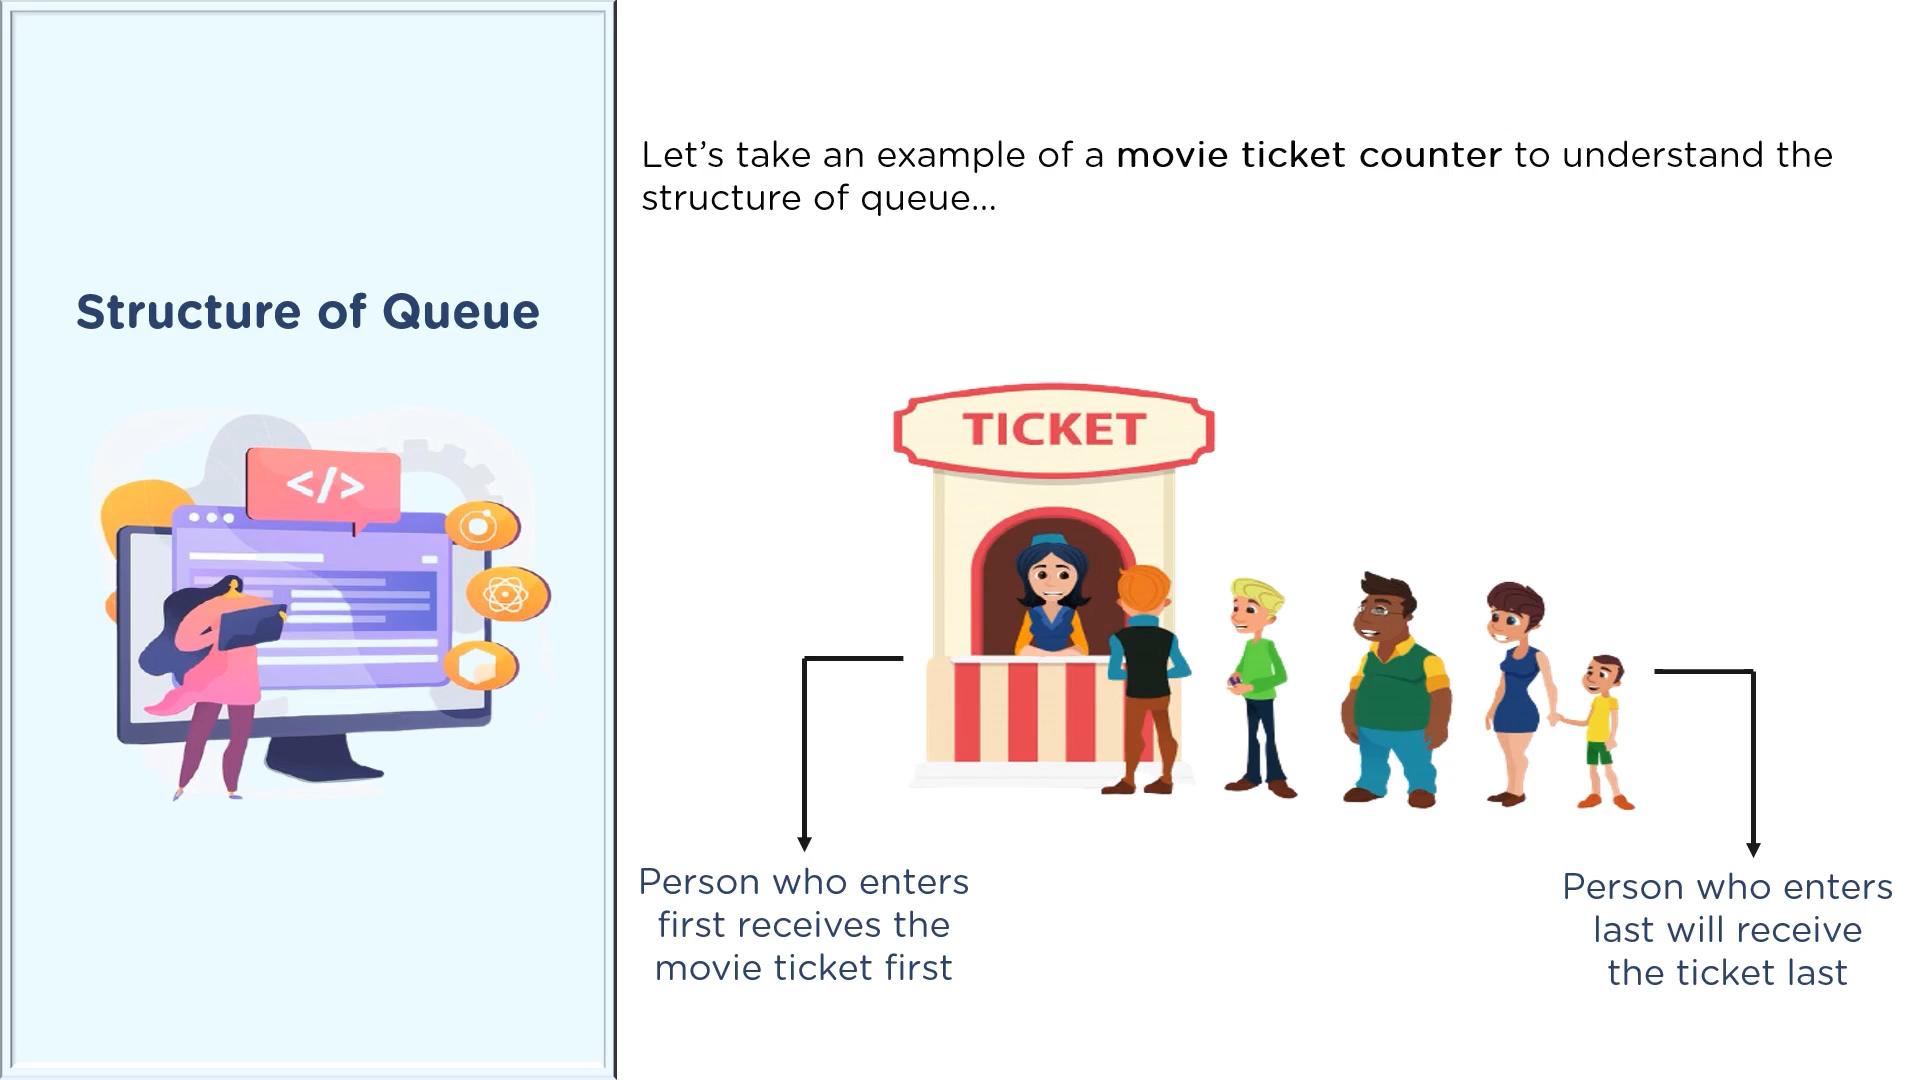 Structure of Queue
</>
Let’s take an example of a movie ticket counter to understand the
structure of queue...
TICKET
Person who enters
first receives the
movie ticket first
Person who enters
last will receive
the ticket last